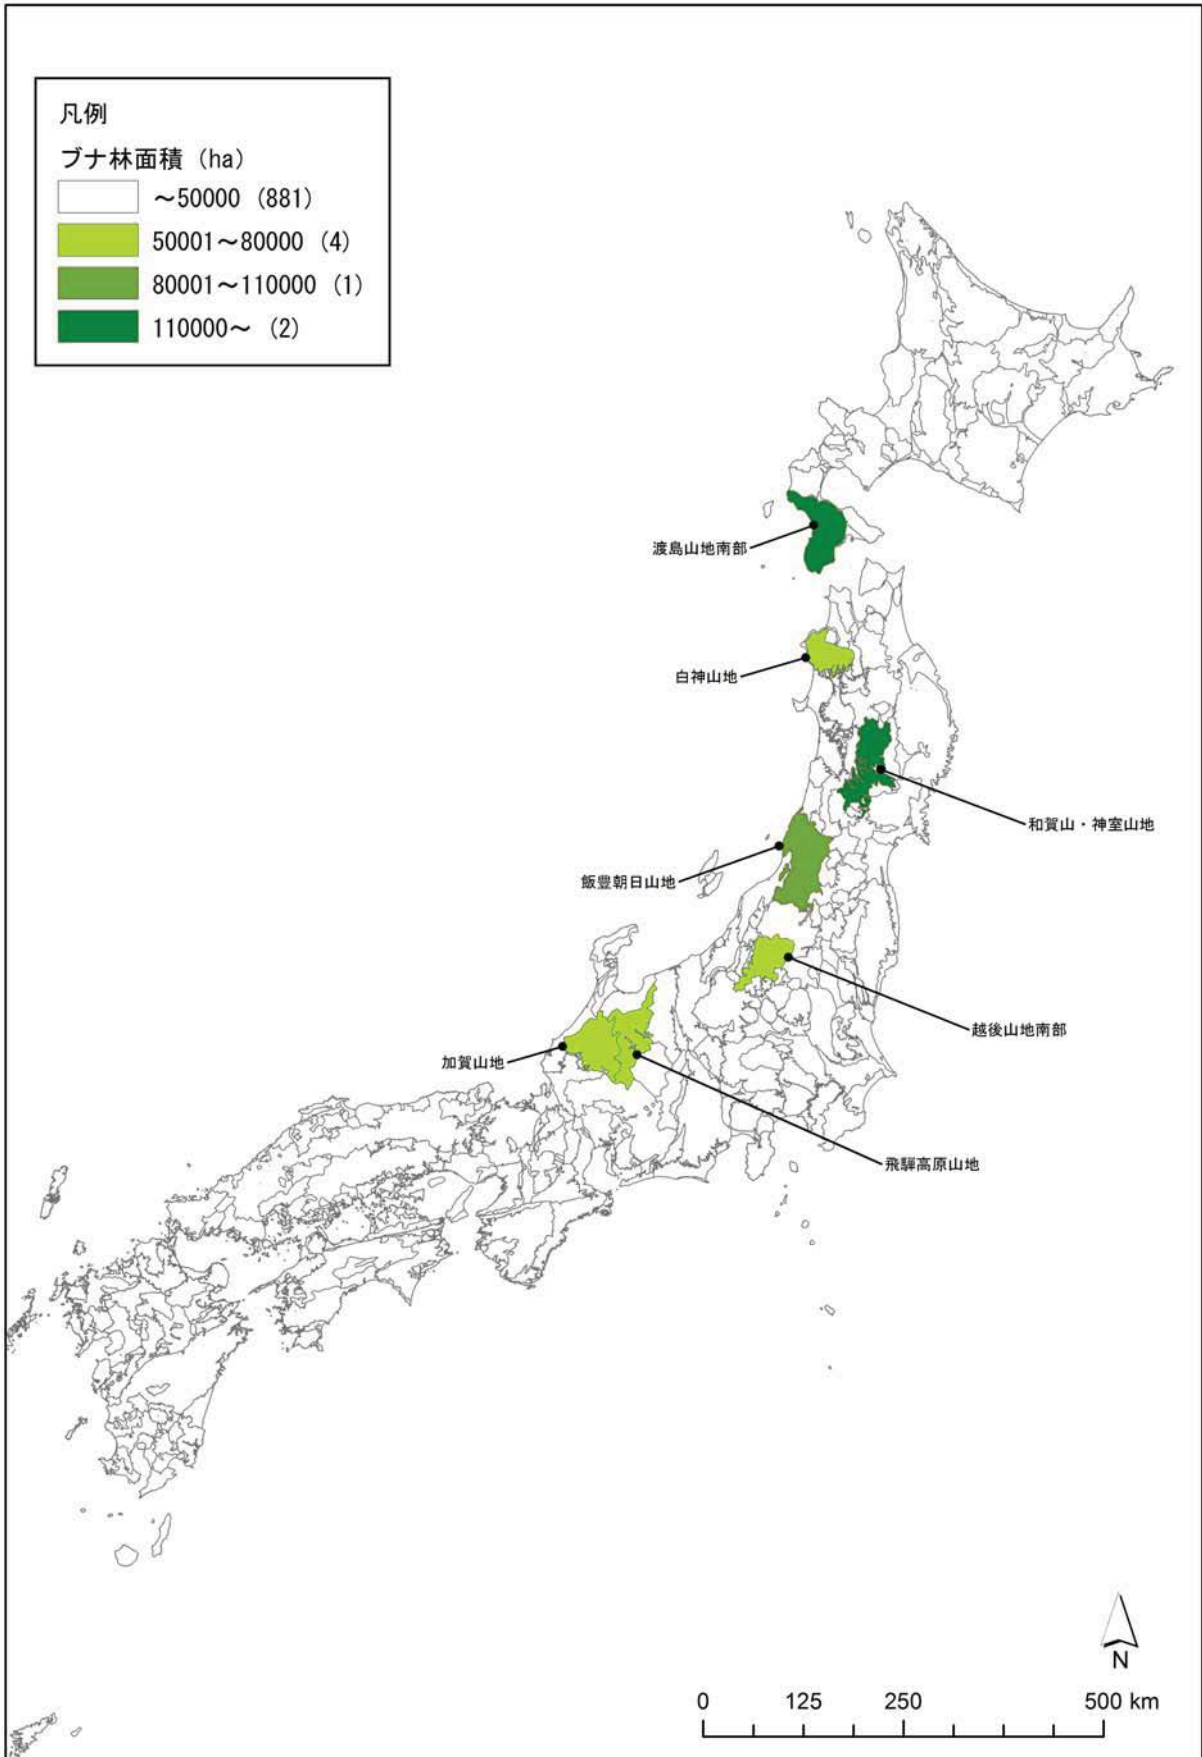 凡例
ブナ林面積（ha）
～50000（881）
50001～80000（4）
80001～110000（1）
110000～（2）
渡島山地南部
白神山地
和賀山・神室山地
飯豊朝日山地
越後山地南部
加賀山地
飛騨高原山地
N
0 125 250 500 km